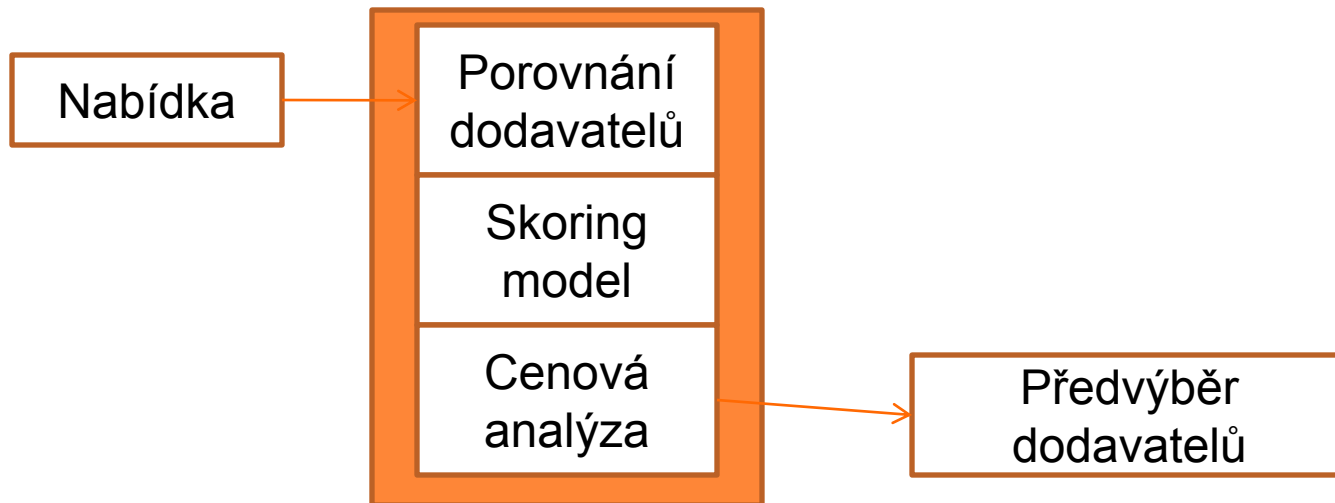 Nabídka
Porovnání
dodavatelů
Skoring
model
Cenová
analýza
Předvýběr
dodavatelů